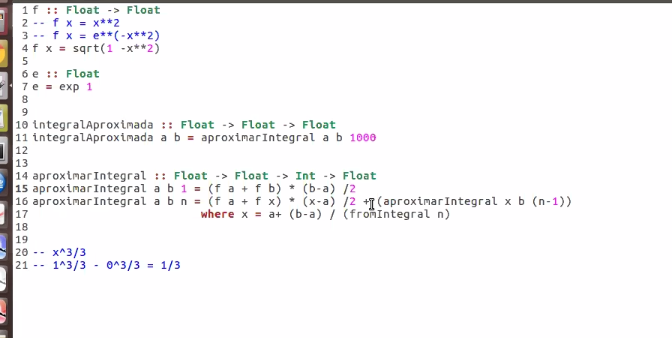 1 f :: Float -> Float
2 -- f x = x**2
3 -- f x = e**(-x**2)
4 f x = sqrt(1 -x**2)
5
6 e :: Float
7 e = exp 1
8
9
10 integralAproximada :: Float -> Float -> Float
11 integralAproximada a b = aproximarIntegral a b 1000
12
13
14 aproximarIntegral :: Float -> Float -> Int -> Float
15 aproximarIntegral a b 1 = (f a + f b) * (b-a) /2
16 aproximarIntegral a b n = (f a + f x) * (x-a) /2 + (aproximarIntegral x b (n-1))
17 where x = a+ (b-a) / (fromIntegral n)
18
19
20 -- x^3/3
21 -- 1^3/3 - 0^3/3 = 1/3